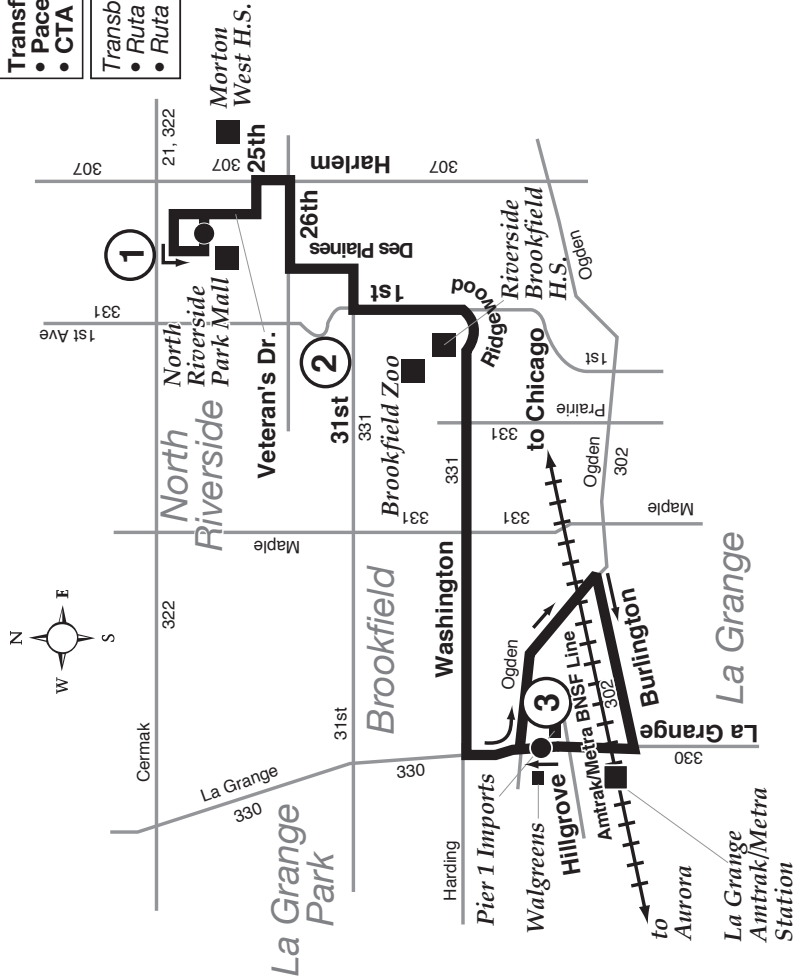 Transf
• Pace
• CTA
Transb
• Ruta
• Ruta
N
W
E
S
Cermak
322
21, 322
307
307
307
331
1st Ave
1
North
Riverside
Park Mall
Morton
West H.S.
25th
Harlem
26th
Des Plaines
Veteran's Dr.
North
Riverside
2
31st
331
1st
Ridgewood
Riverside
Brookfield
H.S.
Ogden
Brookfield Zoo
331
331
331
331
to Chicago
1st
Prairie
Ogden
302
Maple
Maple
Brookfield
31st
Washington
La Grange
330
330
La Grange
Park
Harding
Ogden
3
Pier 1 Imports
Walgreens
Hillgrove
Amtrak/Metra BNSF Line
302
Burlington
La Grange
330
La Grange
to
Aurora
La Grange
Amtrak/Metra
Station